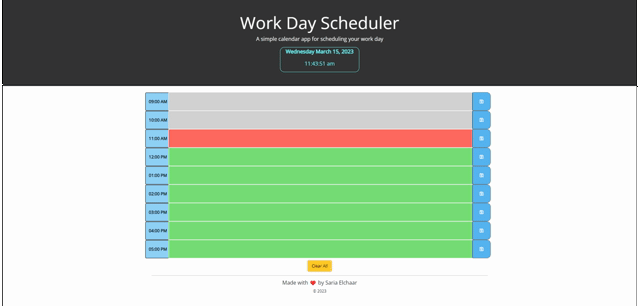 Work Day Scheduler
A simple calendar app for scheduling your work day
Wednesday March 15, 2023
11:43:51 am
09:00 AM
10:00 AM
11:00 AM
12:00 PM
01:00 PM
02:00 PM
03:00 PM
04:00 PM
05:00 PM
Clear All
Made with ❤ by Saria Elchaar
© 2023